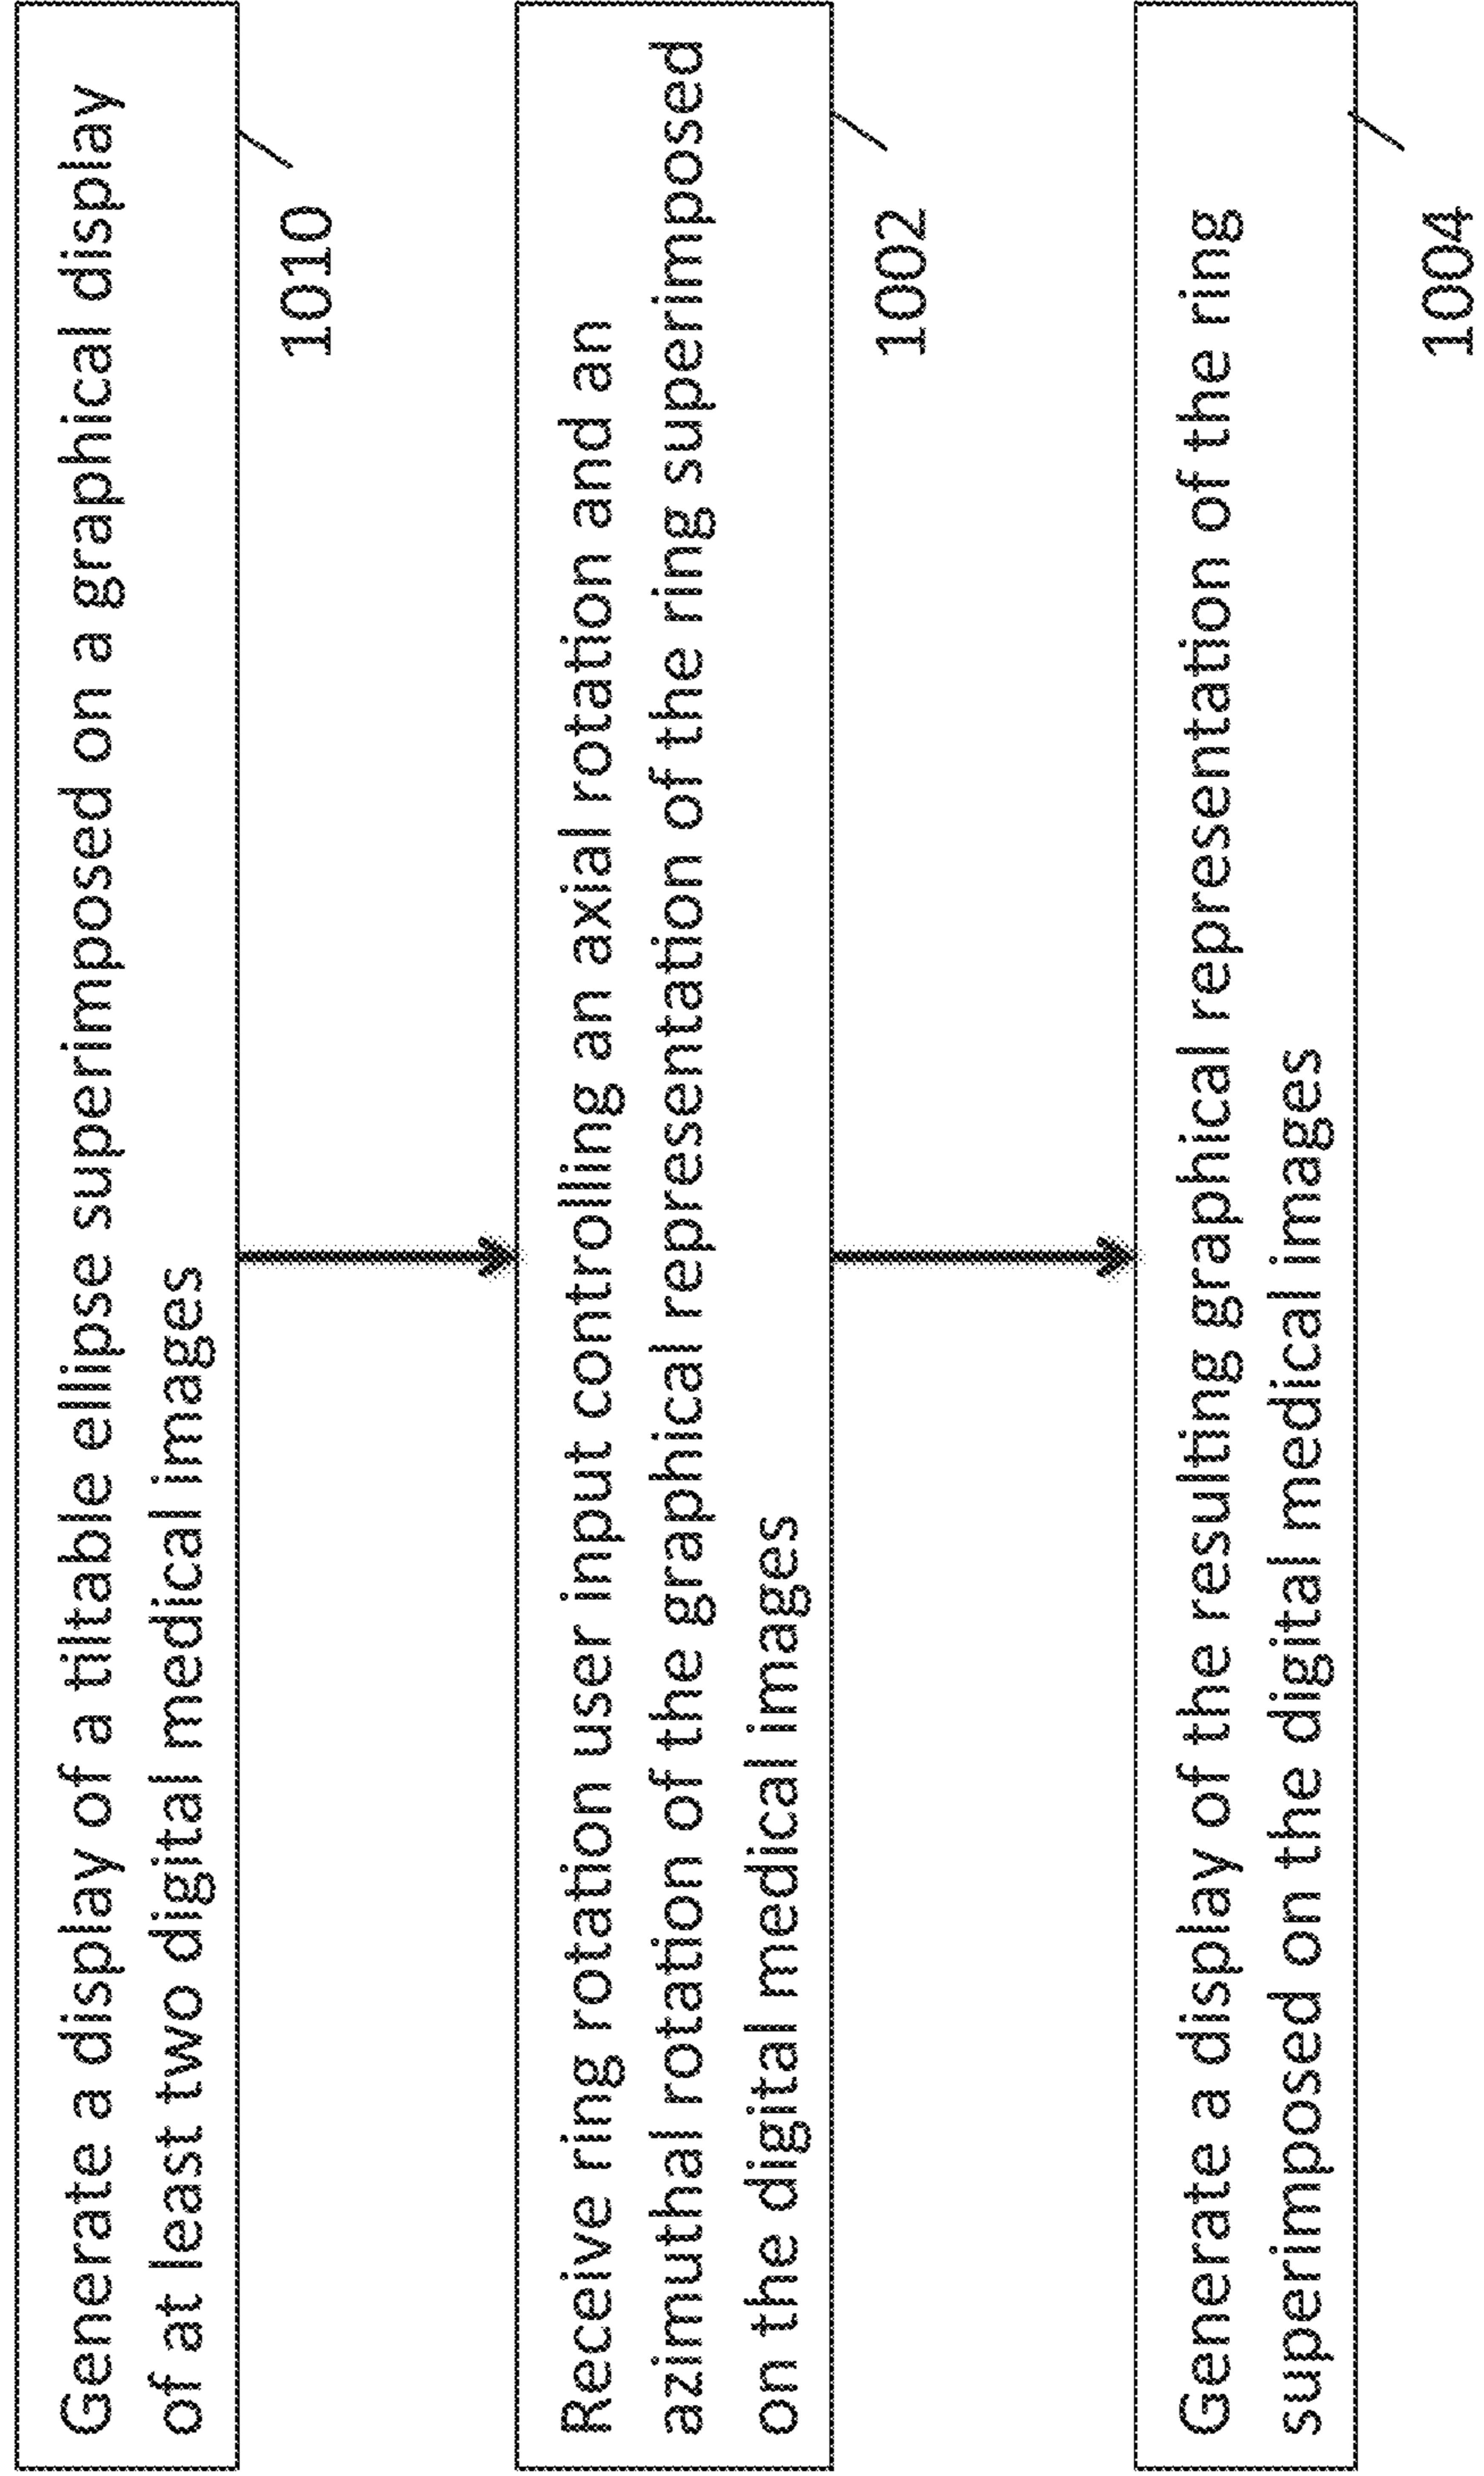 Generate a display of a tiltable ellipse superimposed on a graphical display
of at least two digital medical images
1010
Receive ring rotation user input controlling an axial rotation and an
azimuthal rotation of the graphical representation of the ring superimposed
on the digital medical images
1002
Generate a display of the resulting graphical representation of the ring
superimposed on the digital medical images
1004